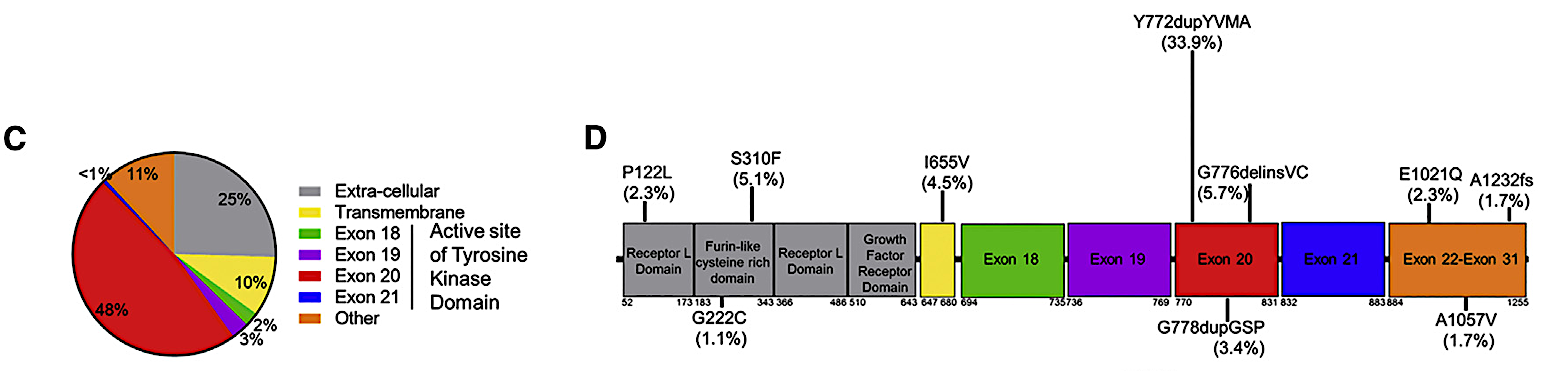 C
<1%
11%
25%
10%
2%
3%
48%
Extra-cellular
Transmembrane
Exon 18
Exon 19
Exon 20
Exon 21
Other
Active site
of Tyrosine
Kinase
Domain
D
P122L
(2.3%)
S310F
(5.1%)
I655V
(4.5%)
Y772dupYVMA
(33.9%)
G776delinsVC
(5.7%)
E1021Q
(2.3%)
A1232fs
(1.7%)
Receptor L
Domain
Furin-like
cysteine rich
domain
Receptor L
Domain
Growth
Factor
Receptor
Domain
Exon 18
Exon 19
Exon 20
Exon 21
Exon 22-Exon 31
52 173 183 343 366 486 510 643 647 680 694 735 736 769 770 831 832 883 884 1255
G222C
(1.1%)
G778dupGSP
(3.4%)
A1057V
(1.7%)